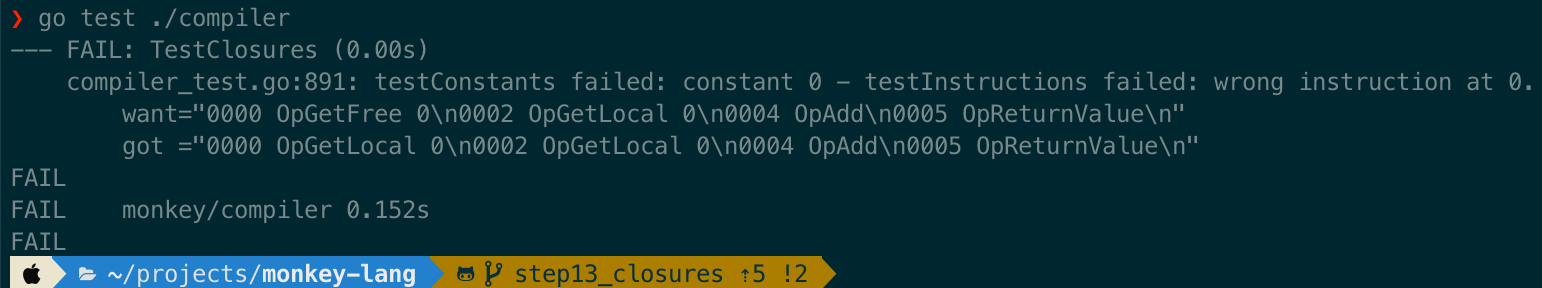 ❯ go test ./compiler
--- FAIL: TestClosures (0.00s)
    compiler_test.go:891: testConstants failed: constant 0 - testInstructions failed: wrong instruction at 0.
        want="0000 OpGetFree 0\n0002 OpGetLocal 0\n0004 OpAdd\n0005 OpReturnValue\n"
        got ="0000 OpGetLocal 0\n0002 OpGetLocal 0\n0004 OpAdd\n0005 OpReturnValue\n"
FAIL
FAIL    monkey/compiler 0.152s
FAIL
~/projects/monkey-lang step13_closures ⇡5 !2